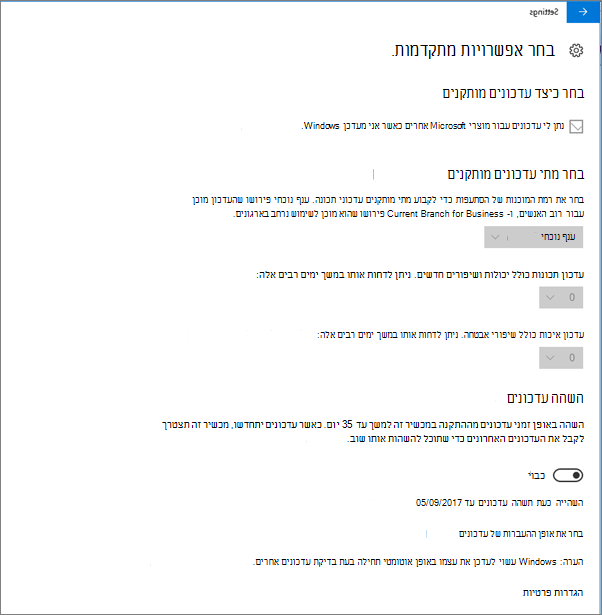 Settings
בחר אפשרויות מתקדמות.
בחר כיצד עדכונים מותקנים
נתן לי עדכונים עבור מוצרי Microsoft אחרים כאשר אני מעדכן Windows.
בחר מתי עדכונים מותקנים
בחר את רמת המוכנות של הסתעפות כדי לקבוע מתי מותקנים עדכוני תכונה. ענף נוכחי פירושו שהעדכון מוכן
עבור רוב האנשים, ו- Current Branch for Business פירושו שהוא מוכן לשימוש נרחב בארגונים.
ענף נוכחי
עדכון תכונות כולל יכולות ושיפורים חדשים. ניתן לדחות אותו במשך ימים רבים אלה:
0
עדכון איכות כולל שיפורי אבטחה. ניתן לדחות אותו במשך ימים רבים אלה:
0
השהה עדכונים
השהה באופן זמני עדכונים מההתקנה במכשיר זה למשך עד 35 יום. כאשר עדכונים יתחדשו, מכשיר זה תצטרך
לקבל את העדכונים האחרונים כדי שתוכל להשהות אותו שוב.
כבוי
השהייה כעת תשהה עדכונים עד 05/09/2017
בחר את אופן ההעברות של עדכונים
הערה: Windows עשוי לעדכן את עצמו באופן אוטומטי תחילה בעת בדיקת עדכונים אחרים.
הגדרות פרטיות